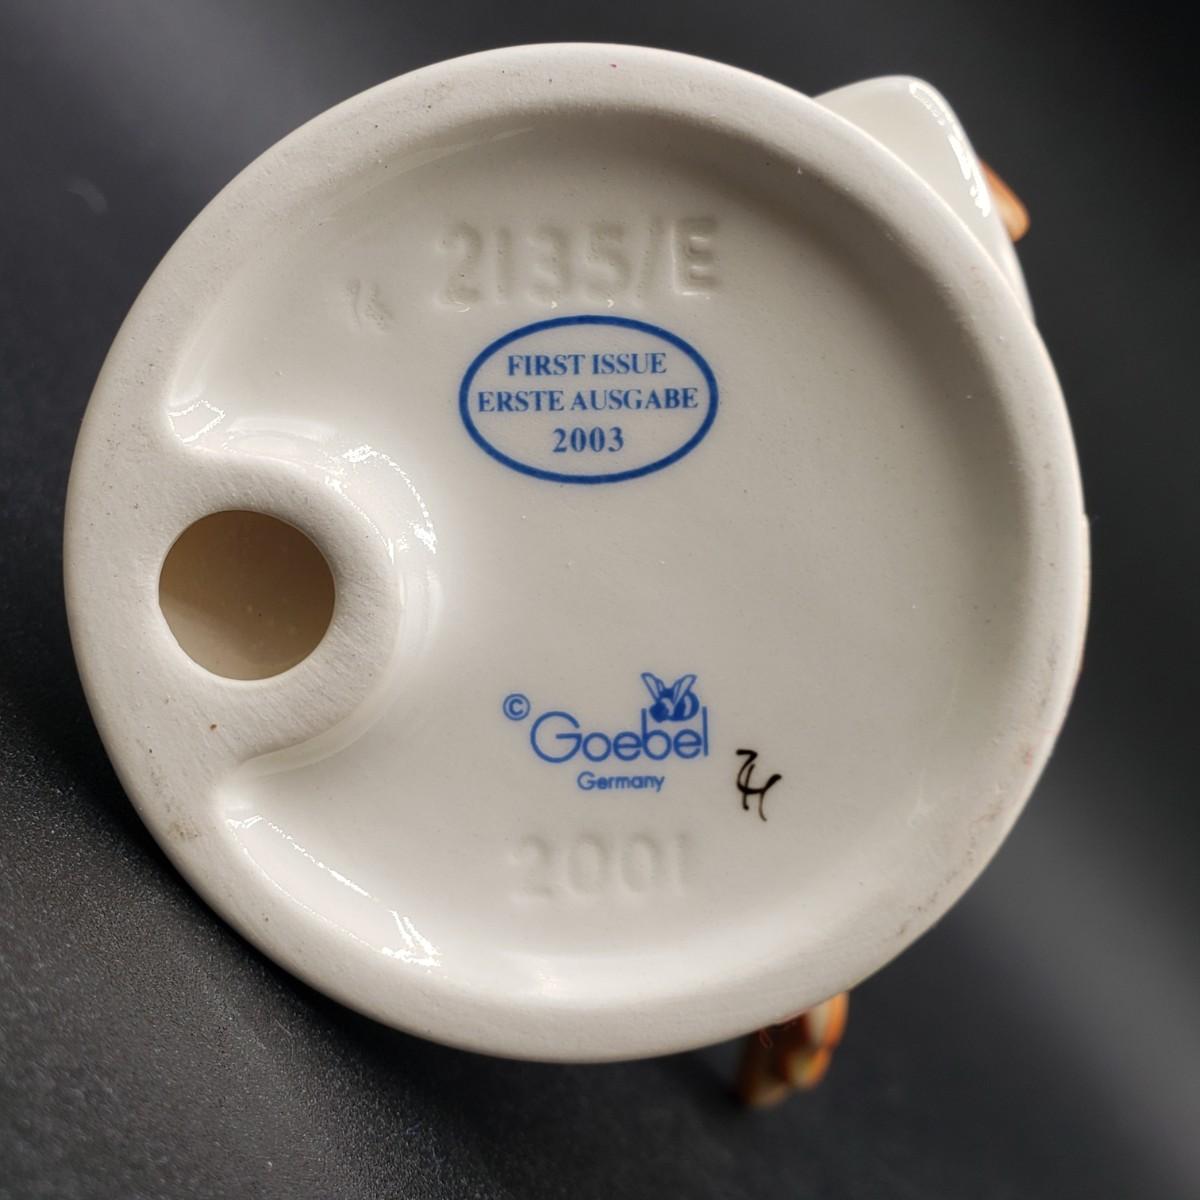 2135/E
FIRST ISSUE
ERSTE AUSGABE
2003
© Goebel
Germany
2001